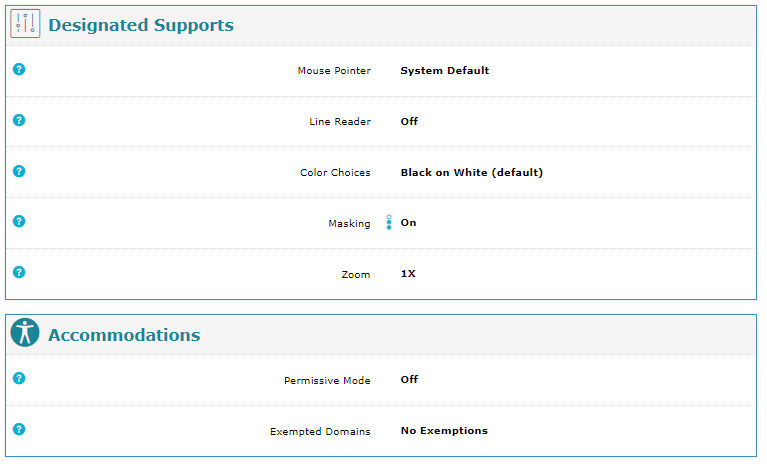 Designated Supports
? Mouse Pointer System Default
? Line Reader Off
? Color Choices Black on White (default)
? Masking On
? Zoom 1X
Accommodations
? Permissive Mode Off
? Exempted Domains No Exemptions